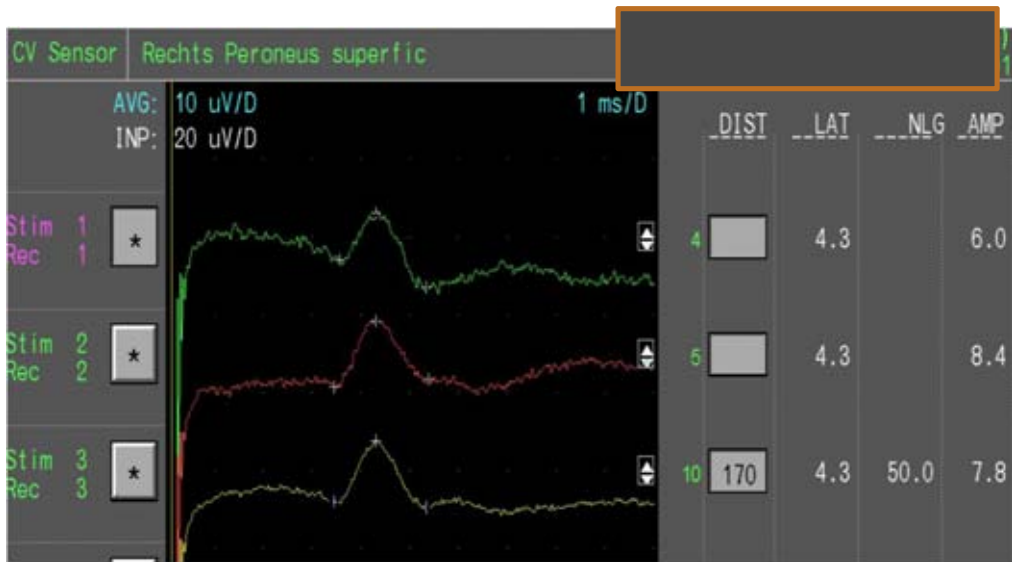 CV Sensor Rechts Peroneus superfic
AVG: 10 uV/D 1 ms/D
INP: 20 uV/D
DIST LAT NLG AMP
Stim 1
Rec 1
*
4 4.3 6.0
Stim 2
Rec 2
*
5 4.3 8.4
Stim 3
Rec 3
*
10 170 4.3 50.0 7.8